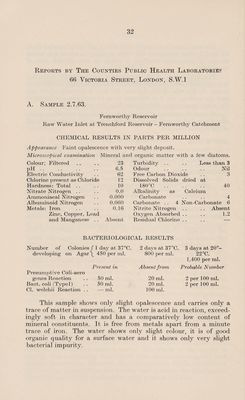 32
REPORTS BY THE COUNTIES PUBLIC HEALTH LABORATORIES
66 VICTORIA STREET, LONDON, S.W.1
A. SAMPLE 2.7.63.
Fernworthy Reservoir
Raw Water Inlet at Trenchford Reservoir – Fernworthy Catchment
CHEMICAL RESULTS IN PARTS PER MILLION
Appearance Faint opalescence with very slight deposit.
Microscopical examination Mineral and organic matter with a few diatoms.
Colour; Filtered .. 23 Turbidity .. .. Less than 3
pH .. .. .. 6.8 Odour .. .. .. Nil
Electric Conductivity 62 Free Carbon Dioxide 3
Chlorine present as Chloride 12 Dissolved Solids dried at
Hardness: Total .. .. 10 180°C .. .. .. 40
Nitrate Nitrogen .. 0.0 Alkalinity as Calcium
Ammoniacal Nitrogen 0.000 Carbonate .. .. 4
Albuminoid Nitrogen 0.000 Carbonate .. 4 Non-Carbonate 6
Metals: Iron .. .. 0.16 Nitrite Nitrogen .. Absent
Zinc, Copper, Lead Oxygen Absorbed .. .. 1.2
and Manganese .. Absent Residual Chlorine .. —
BACTERIOLOGICAL RESULTS
Number of Colonies 1 day at 37°C. 2 days at 37°C. 3 days at 20°–
developing on Agar 450 per ml. 800 per ml. 22°C.
1,400 per ml.
Present in Absent from Probable Number
Presumptive Coli-aero
genes Reaction .. 50 ml. 20 ml. 2 per 100 ml.
Bact. coli (Type1) .. 50 ml. 20 ml. 2 per 100 ml.
Cl. welchii Reaction .. — ml. 100 ml.
This sample shows only slight opalescence and carries only a
trace of matter in suspension. The water is acid in reaction, exceed-
ingly soft in character and has a comparatively low content of
mineral constituents. It is free from metals apart from a minute
trace of iron. The water shows only slight colour, it is of good
organic quality for a surface water and it shows only very slight
bacterial impurity.